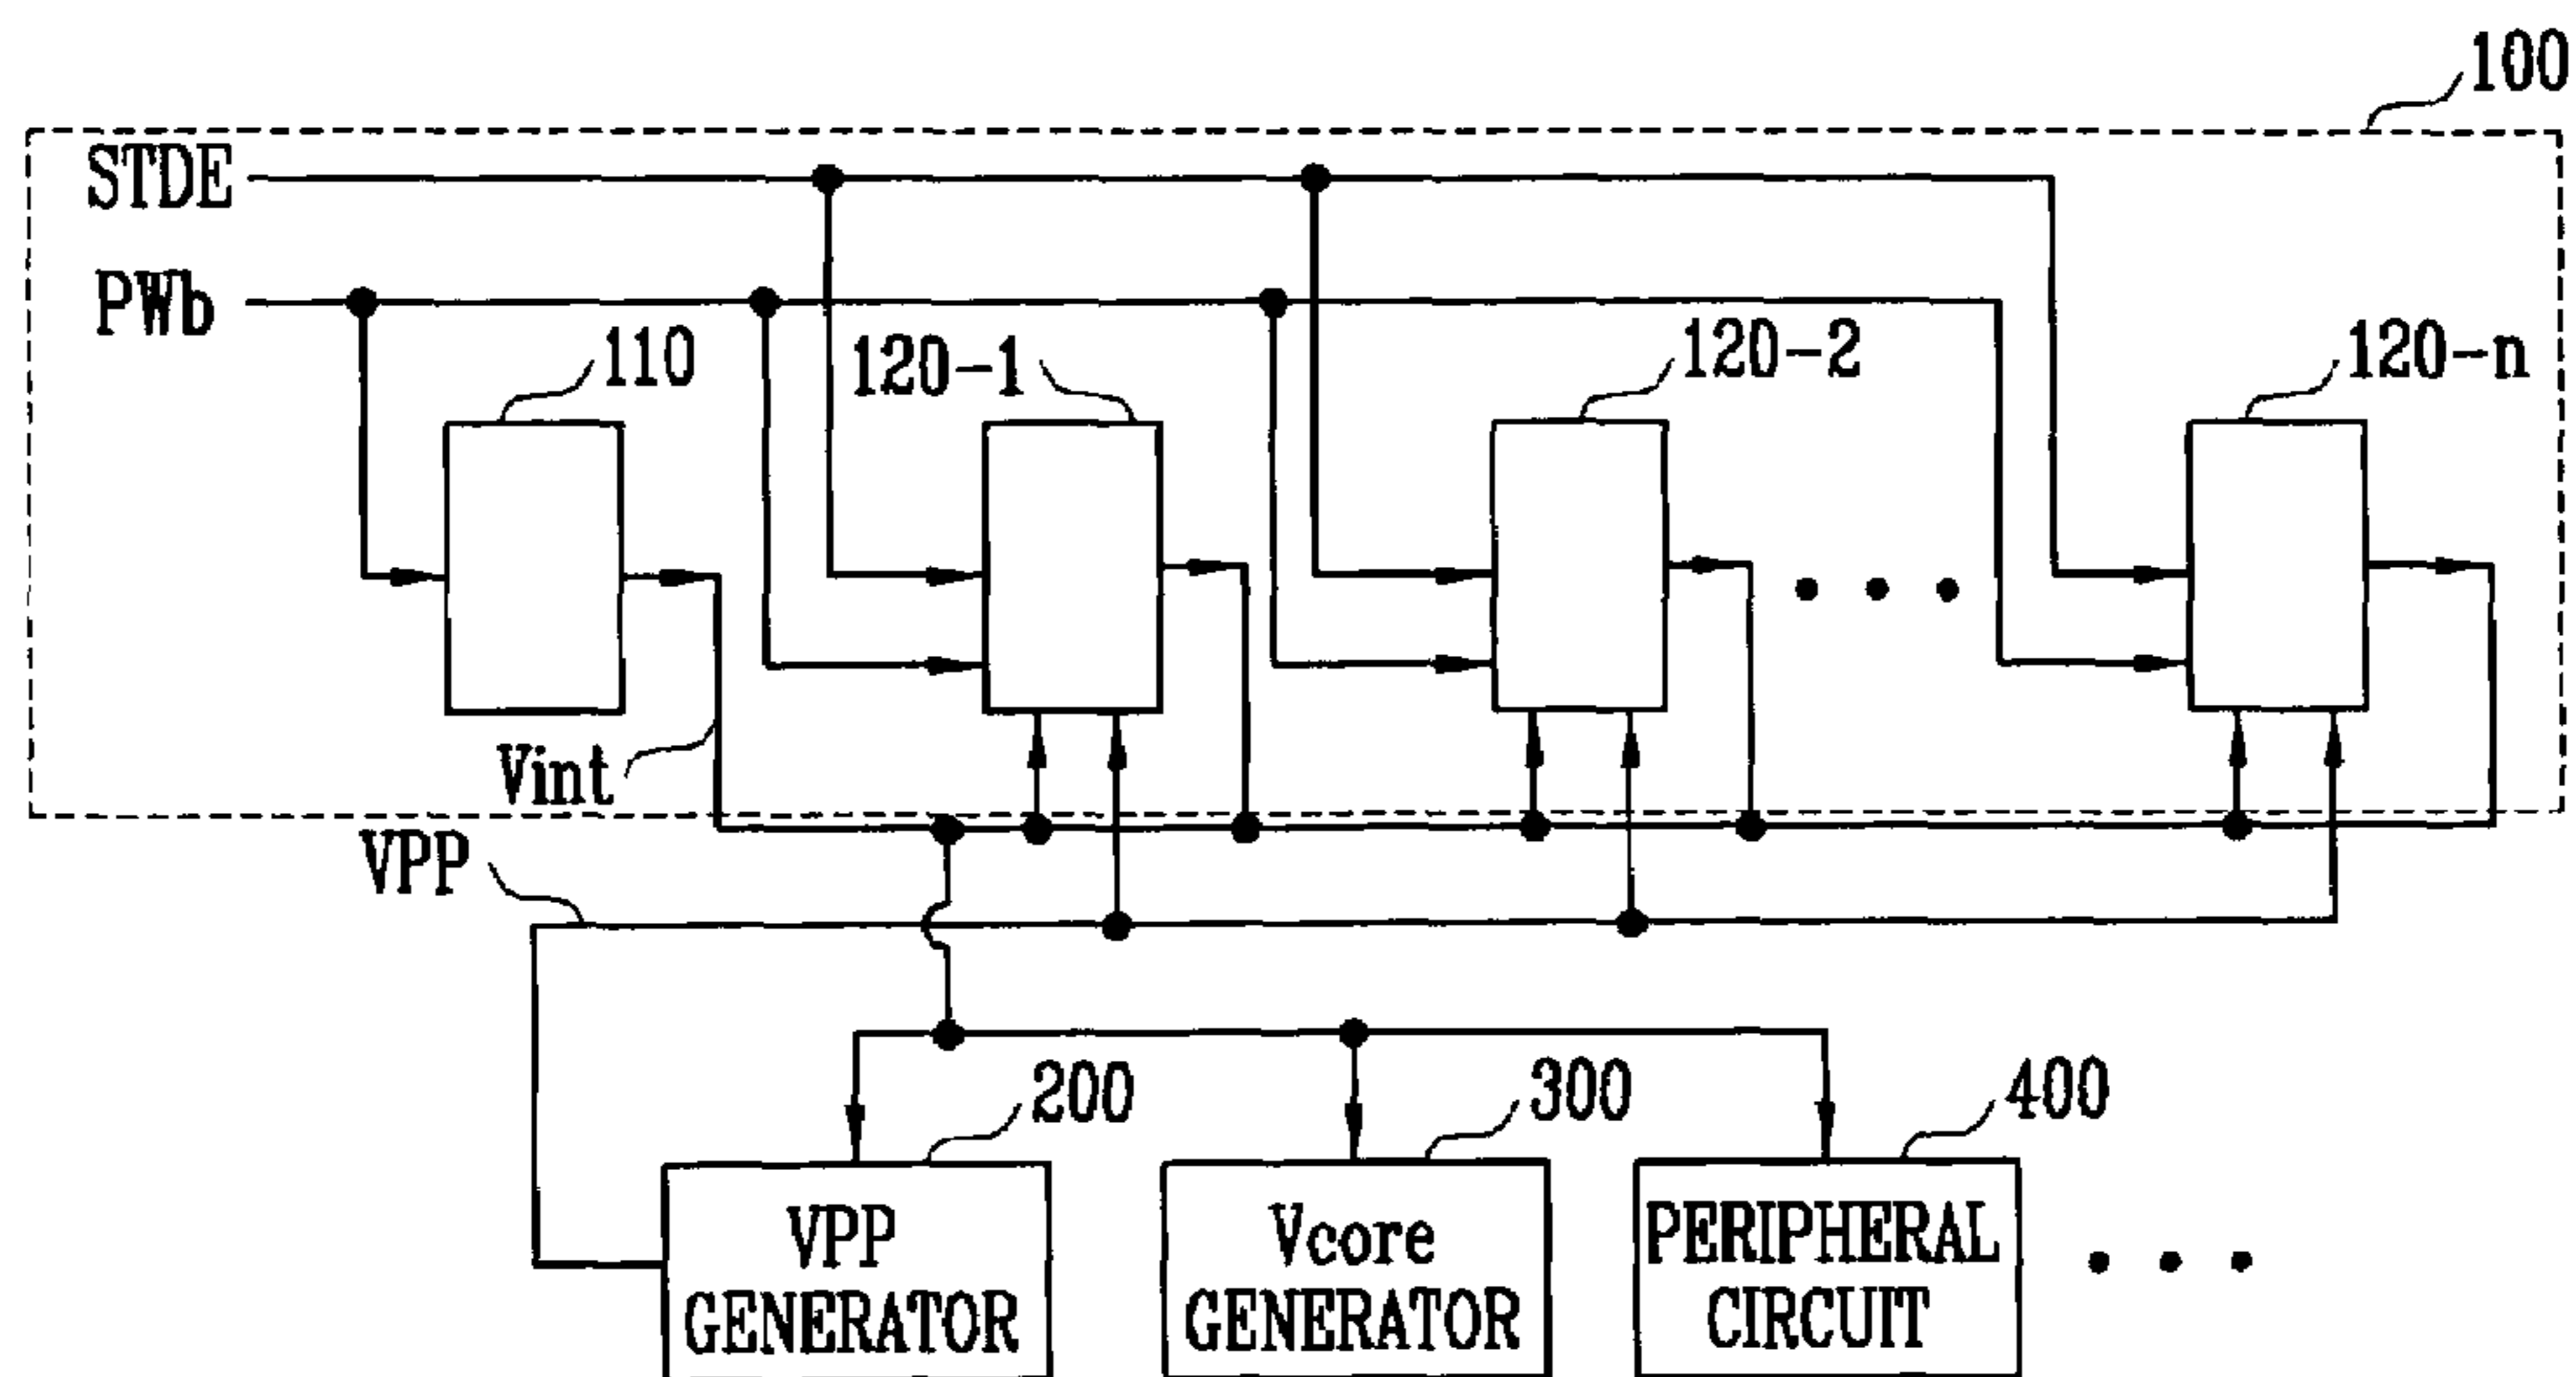 100
STDE
PWb
110
120-1
120-2
120-n
Vint
VPP
200
300
400
VPP
GENERATOR
Vcore
GENERATOR
PERIPHERAL
CIRCUIT